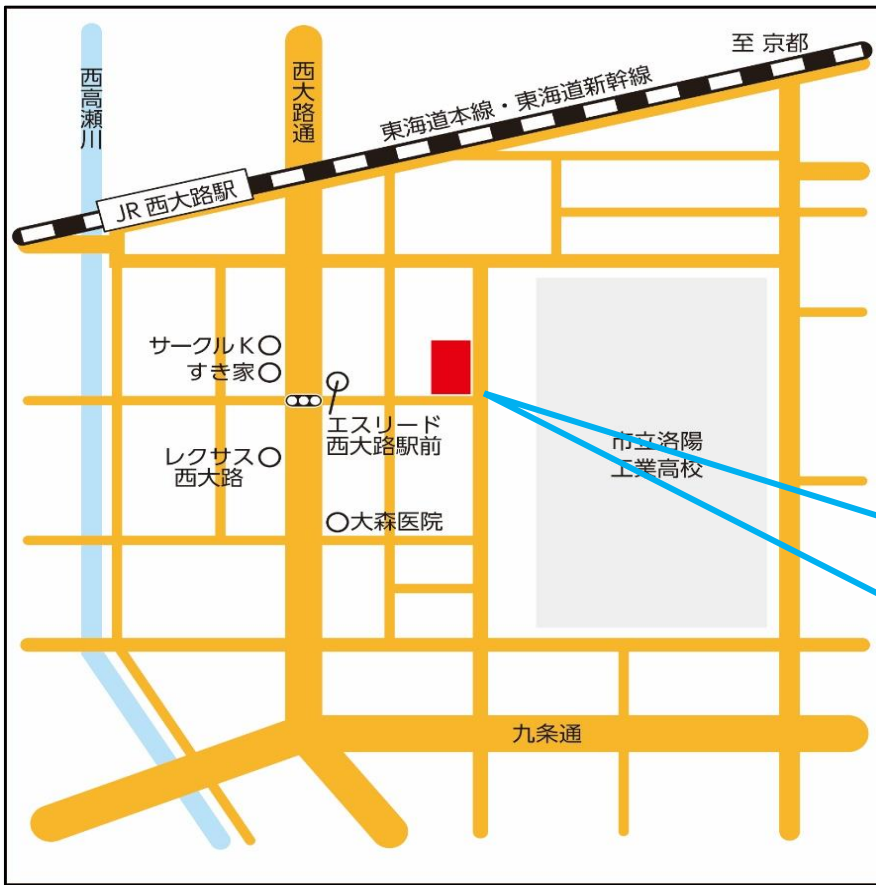 至 京都
西高瀬川
西大路通
東海道本線・東海道新幹線
JR 西大路駅
サークルK
すき家
エスリード
西大路駅前
レクサス
西大路
市立洛陽
工業高校
大森医院
九条通